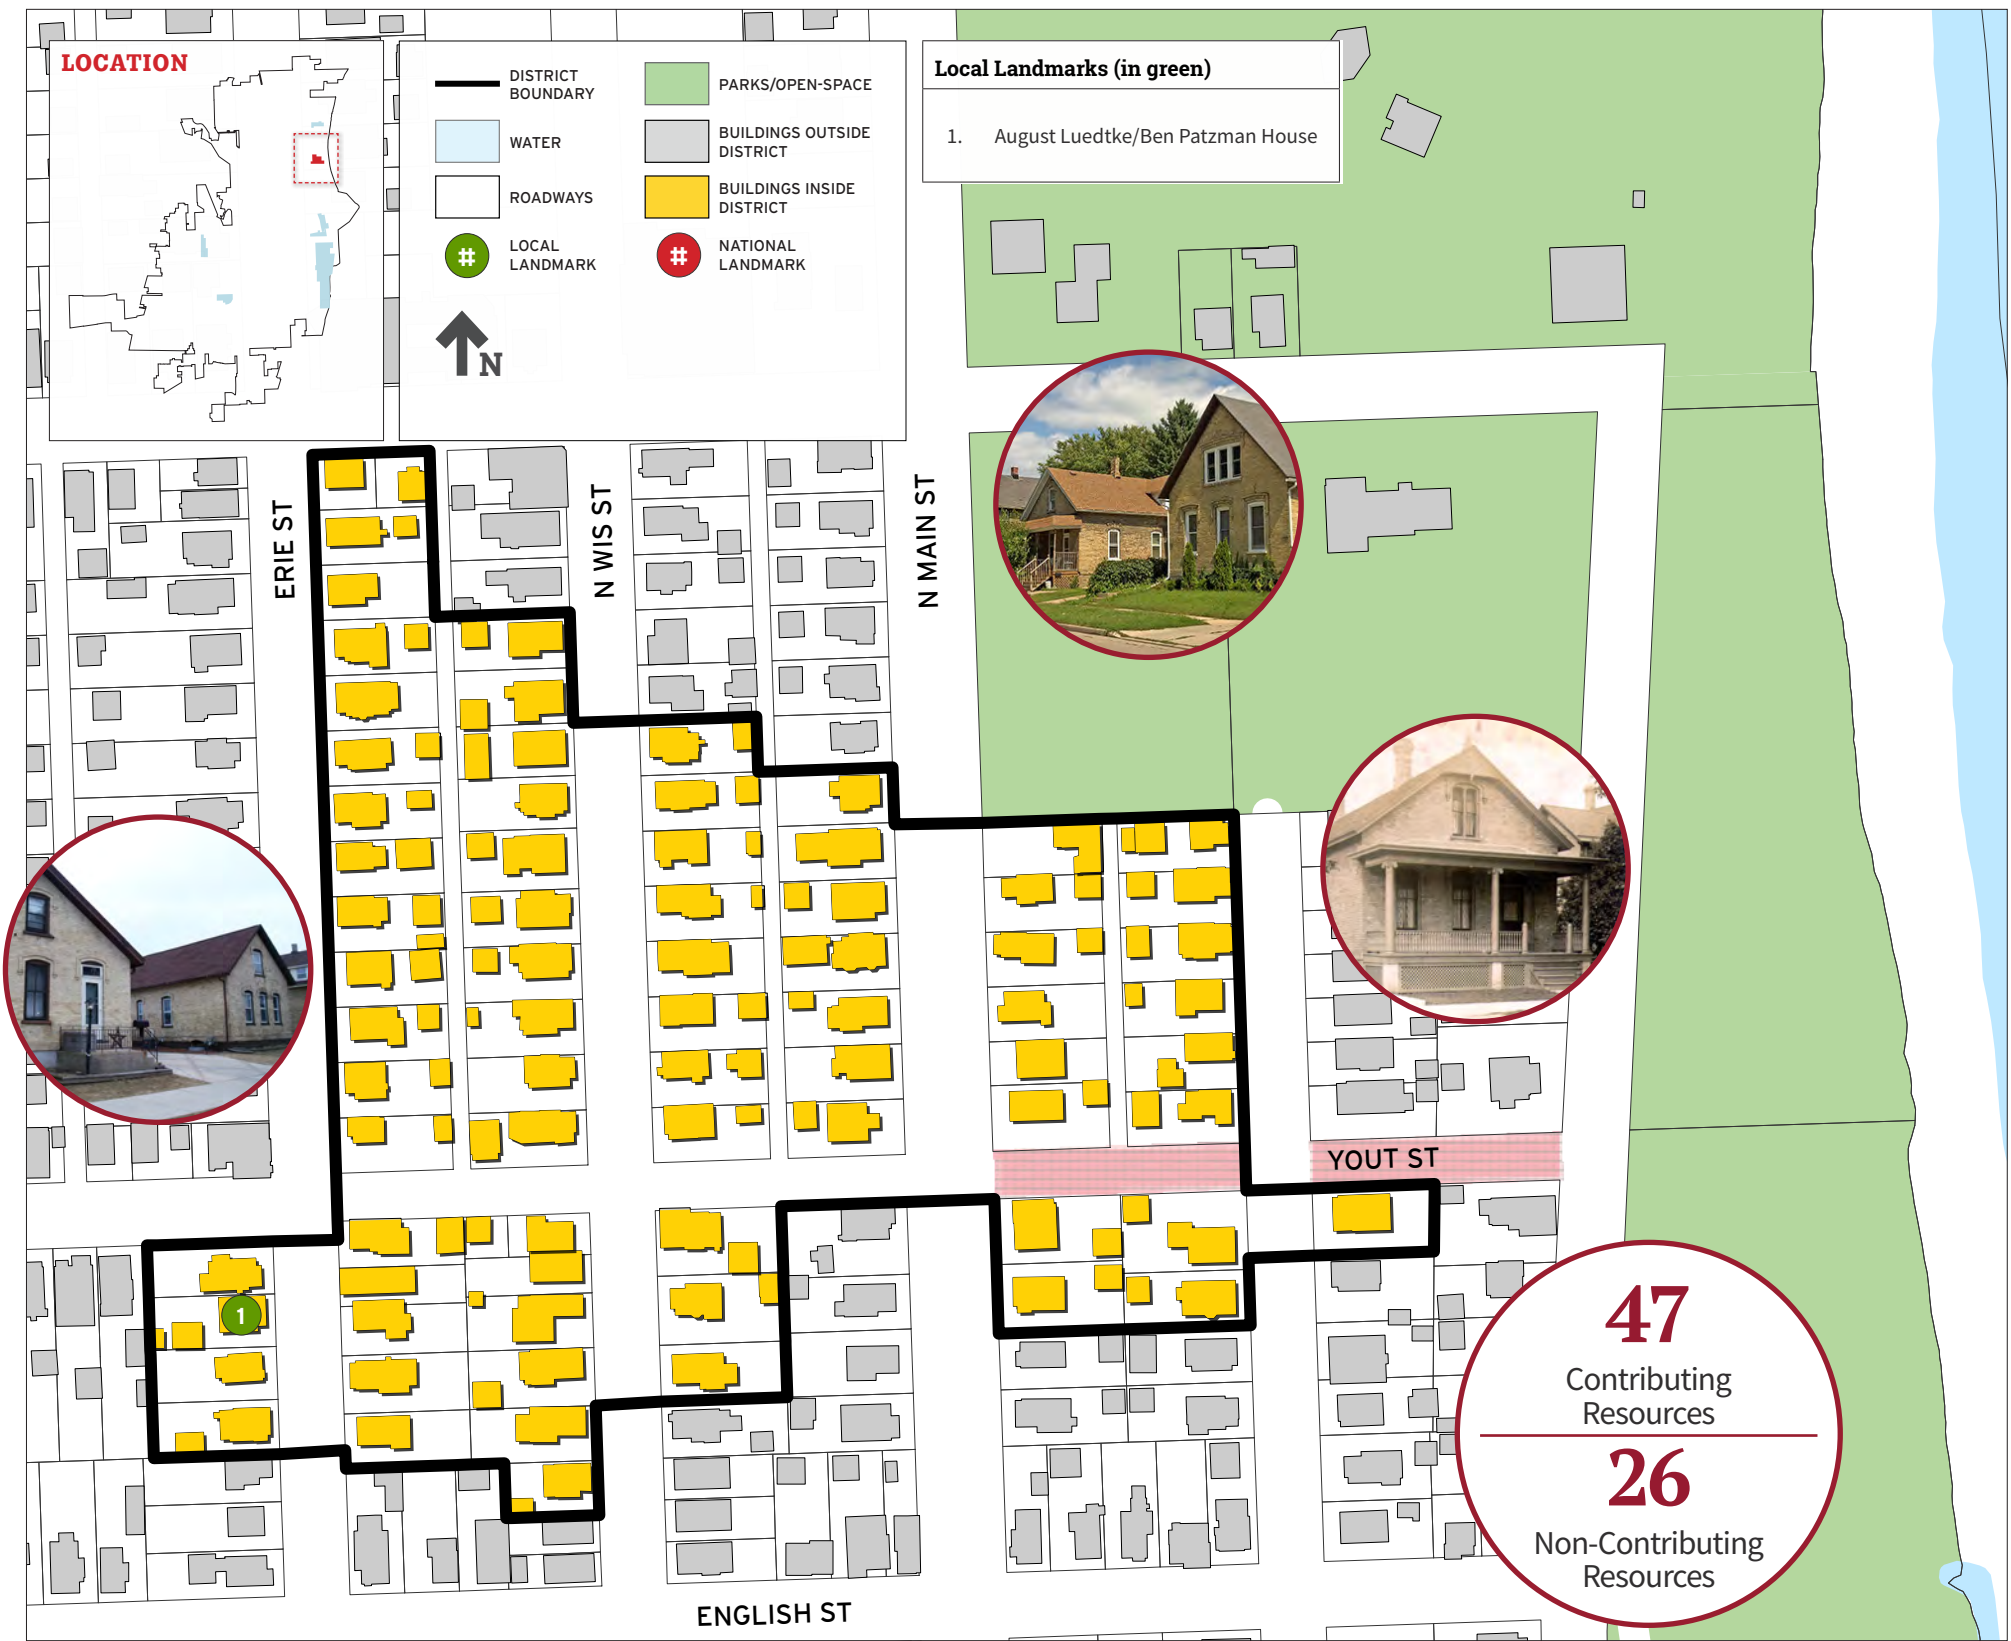 LOCATION
DISTRICT
BOUNDARY
WATER
ROADWAYS
#
LOCAL
LANDMARK
N
PARKS/OPEN-SPACE
BUILDINGS OUTSIDE
DISTRICT
BUILDINGS INSIDE
DISTRICT
#
NATIONAL
LANDMARK
Local Landmarks (in green)
1. August Luedtke/Ben Patzman House
ERIE ST
N WIS ST
N MAIN ST
YOUT ST
1
47
Contributing
Resources
26
Non-Contributing
Resources
ENGLISH ST